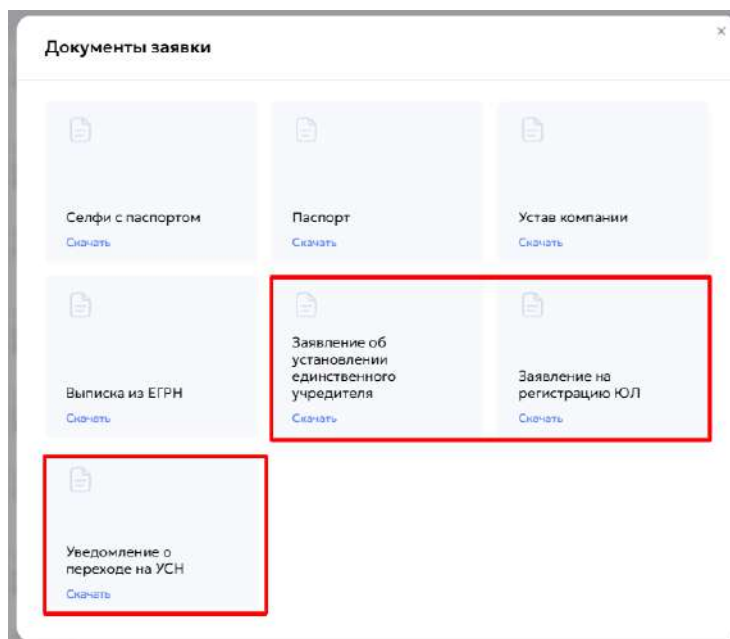 Документы заявки
Селфи с паспортом
Скачать
Паспорт
Скачать
Устав компании
Скачать
Выписка из ЕГРН
Скачать
Заявление об
установлении
единственного
учредителя
Скачать
Заявление на
регистрацию ЮЛ
Скачать
Уведомление о
переходе на УСН
Скачать